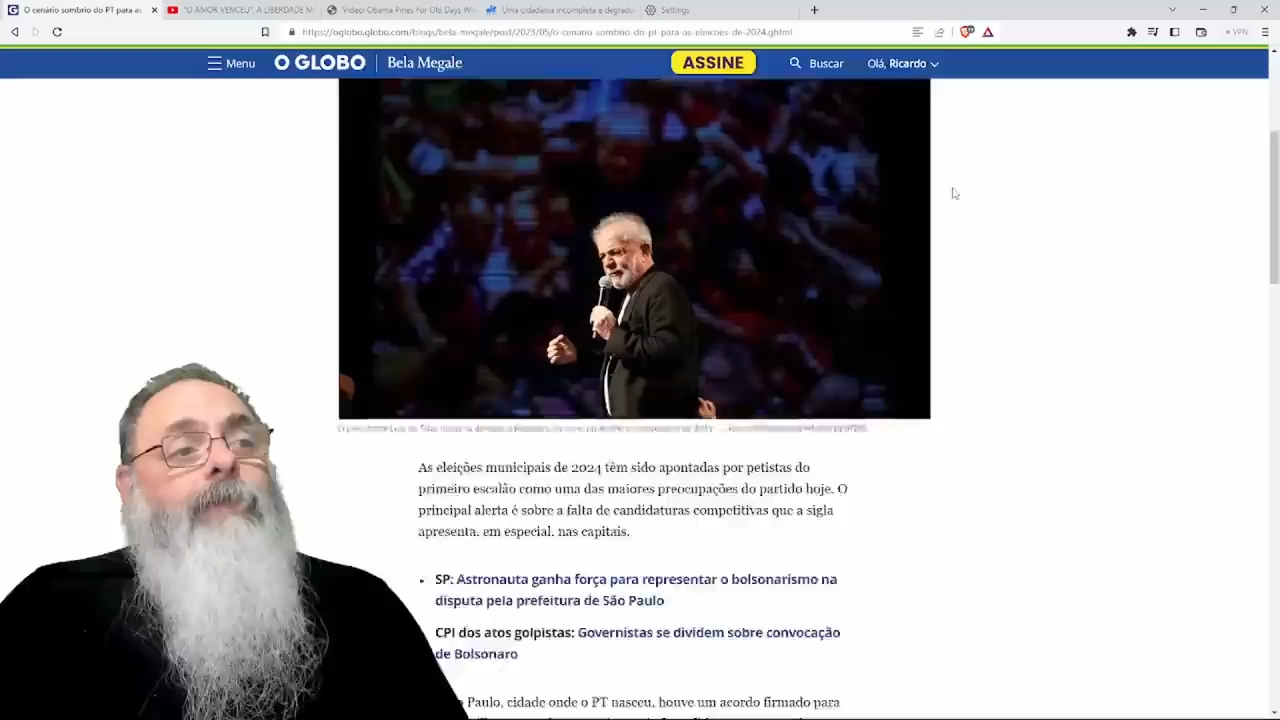 O cenário sombrio do PT para as
"O AMOR VENCEU", A LIBERDADE MO
Video: Obama Pines For Old Days Wh
Uma cidadania incompleta e degrada
Settings
https://oglobo.globo.com/blogs/bela-megale/post/2023/05/o-cenario-sombrio-do-pt-para-as-eleicoes-de-2024.ghtml
VPN
Menu
O GLOBO
Bela Megale
ASSINE
Buscar
Olá, Ricardo
As eleições municipais de 2024 têm sido apontadas por petistas do
primeiro escalão como uma das maiores preocupações do partido hoje. O
principal alerta é sobre a falta de candidaturas competitivas que a sigla
apresenta, em especial, nas capitais.
SP: Astronauta ganha força para representar o bolsonarismo na
disputa pela prefeitura de São Paulo
CPI dos atos golpistas: Governistas se dividem sobre convocação
de Bolsonaro
Paulo, cidade onde o PT nasceu, houve um acordo firmado para